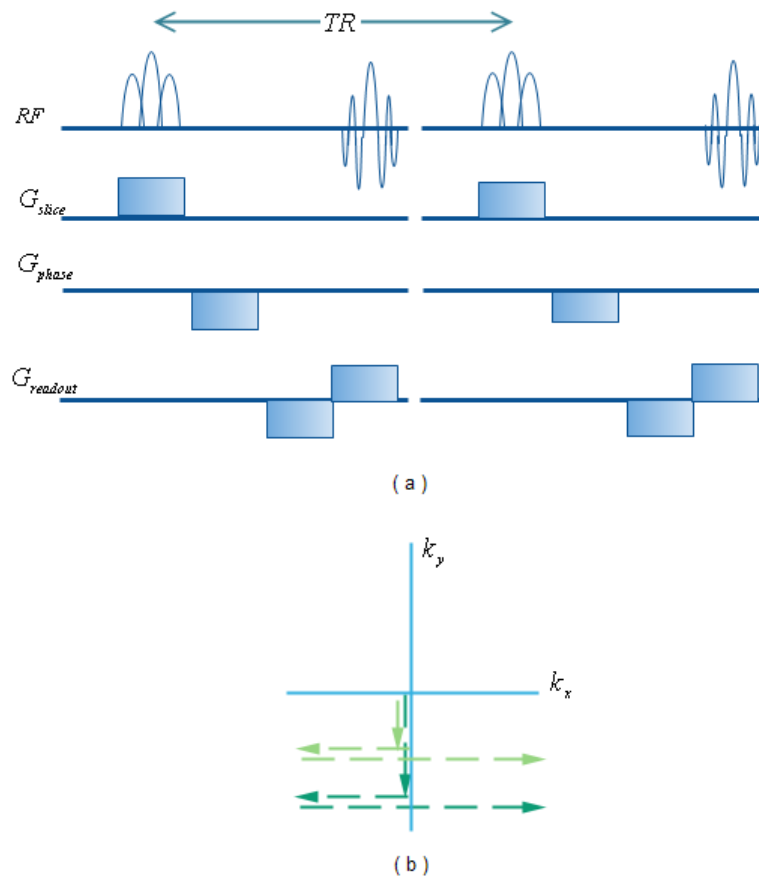 TR
RF
G_slice
G_phase
G_readout
( a )
k_y
k_x
( b )